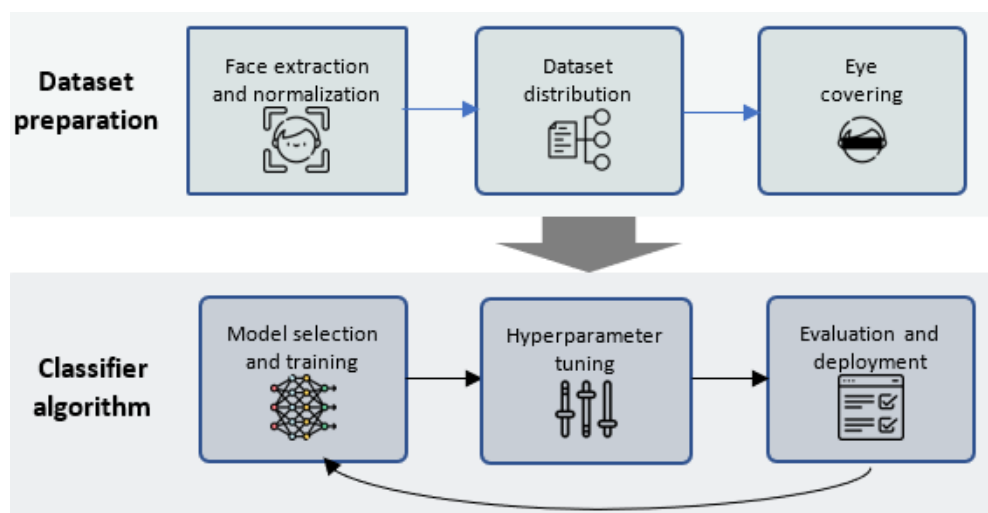 Dataset
preparation
Face extraction
and normalization
Dataset
distribution
Eye
covering
Classifier
algorithm
Model selection
and training
Hyperparameter
tuning
Evaluation and
deployment